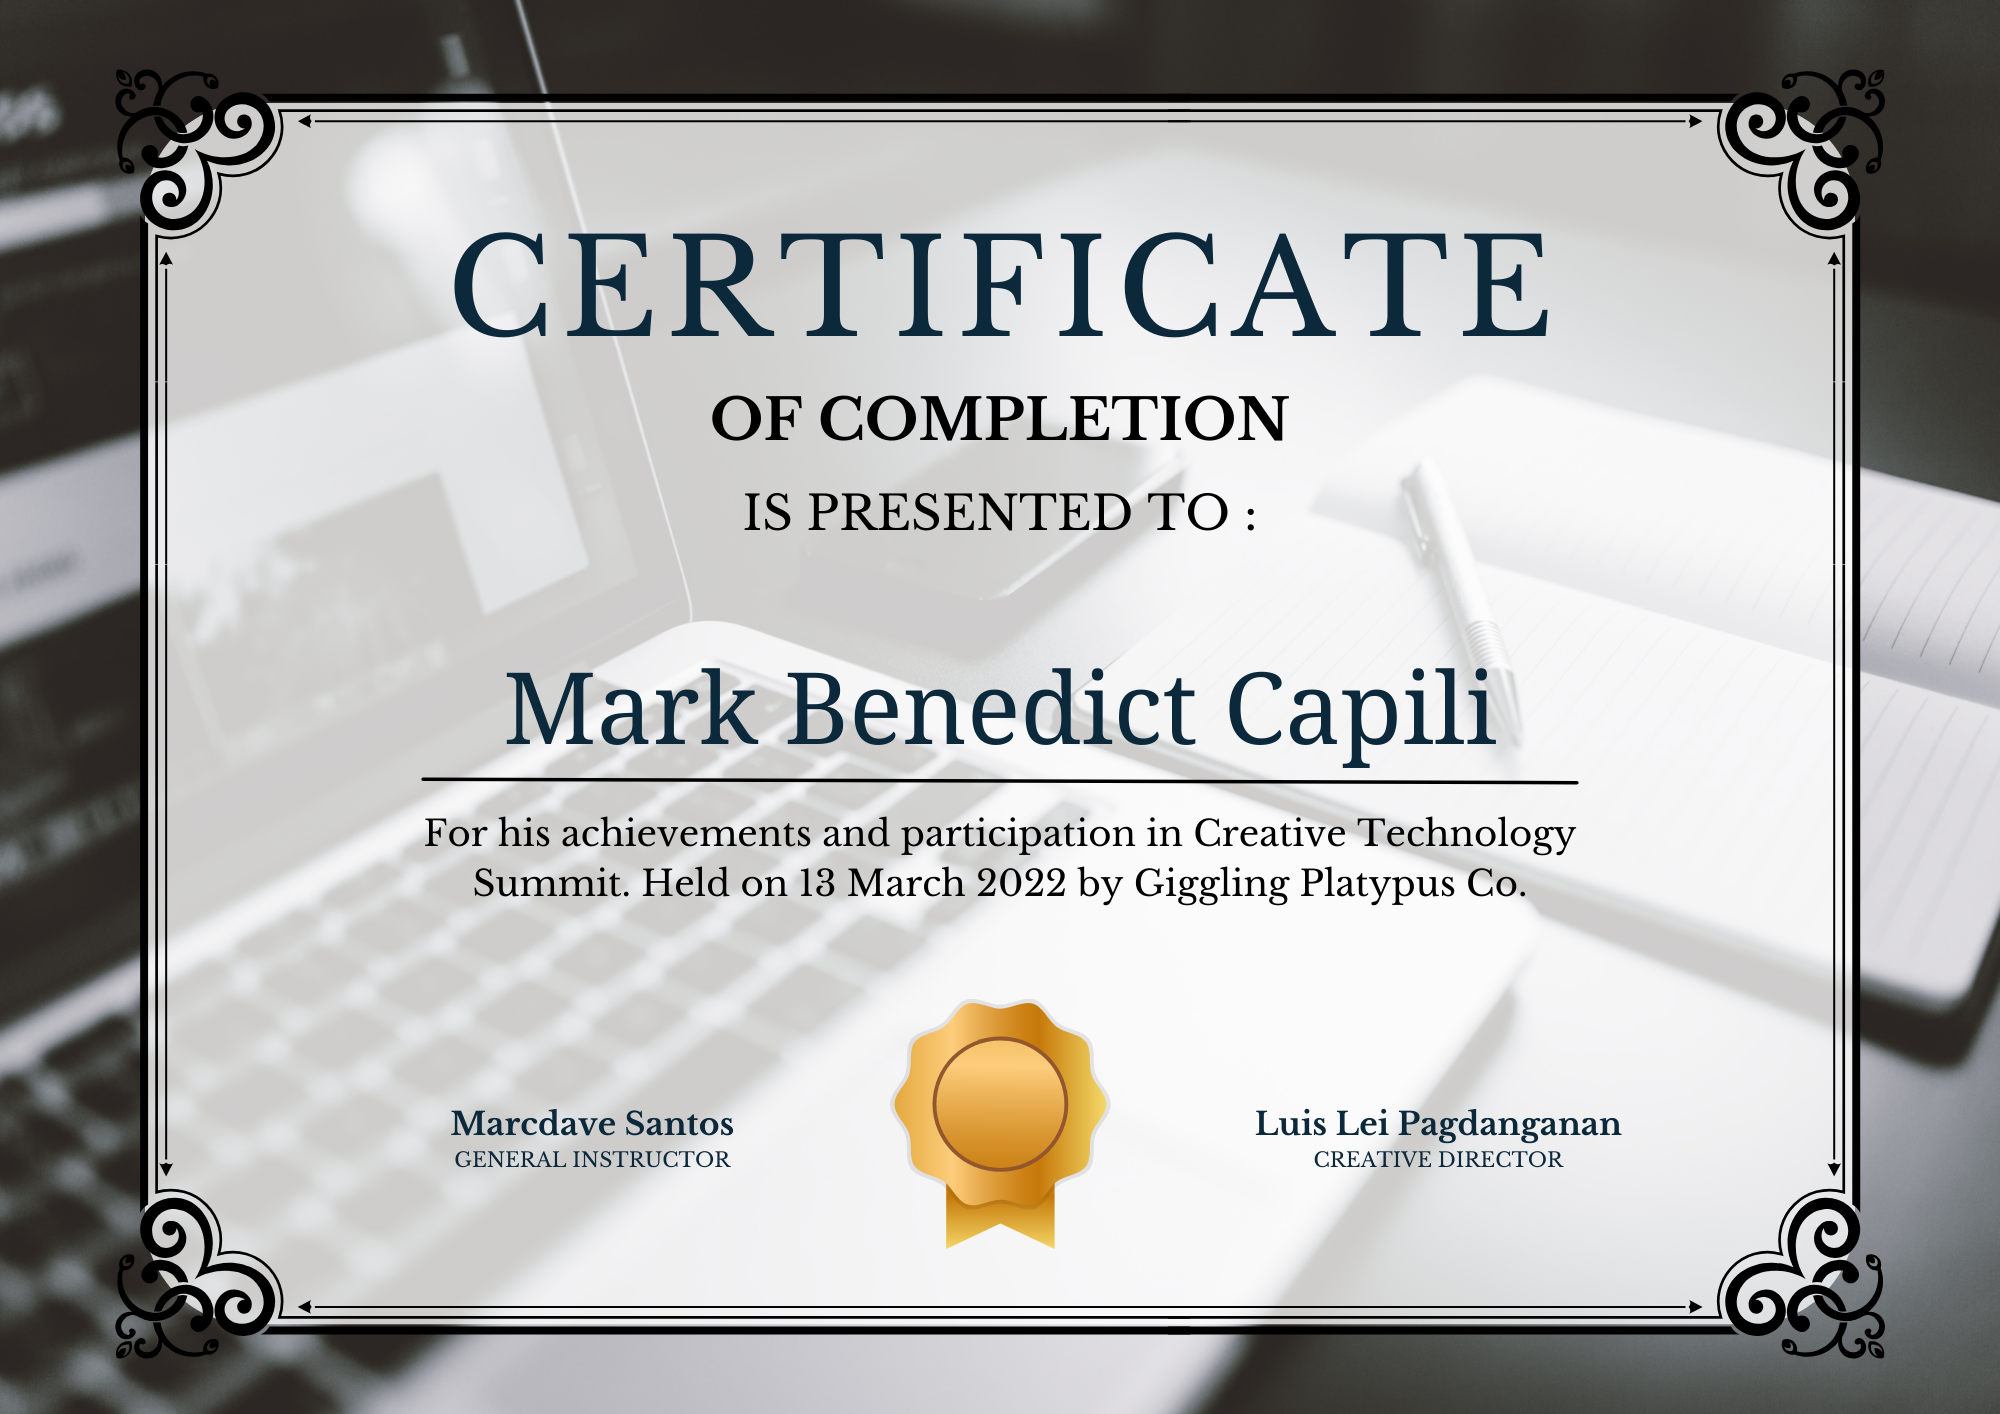 CERTIFICATE
OF COMPLETION
IS PRESENTED TO :
Mark Benedict Capili
For his achievements and participation in Creative Technology
Summit. Held on 13 March 2022 by Giggling Platypus Co.
Marcdave Santos
GENERAL INSTRUCTOR
Luis Lei Pagdanganan
CREATIVE DIRECTOR